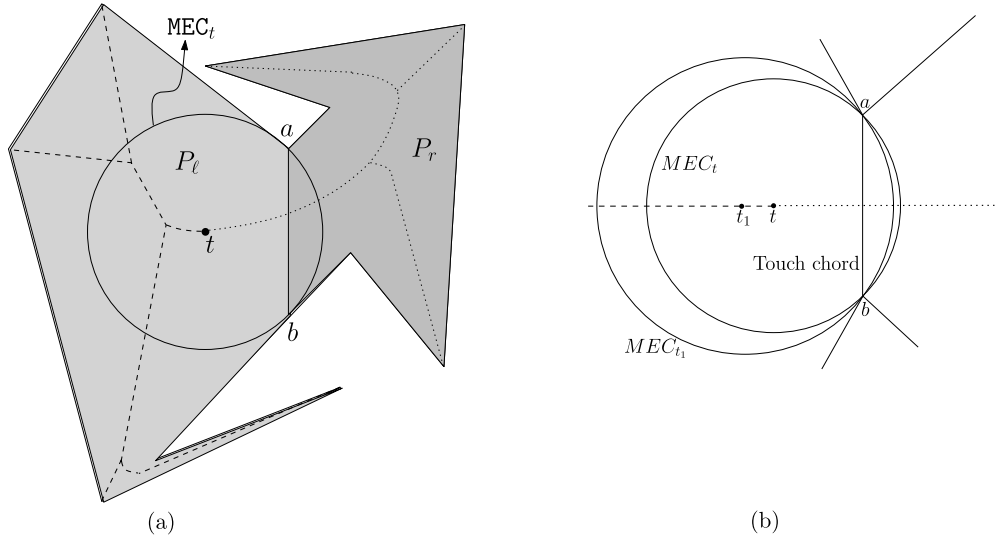 MEC_t
a
P_ℓ
P_r
t
b
(a)
a
MEC_t
t_1 t
Touch chord
b
MEC_{t_1}
(b)